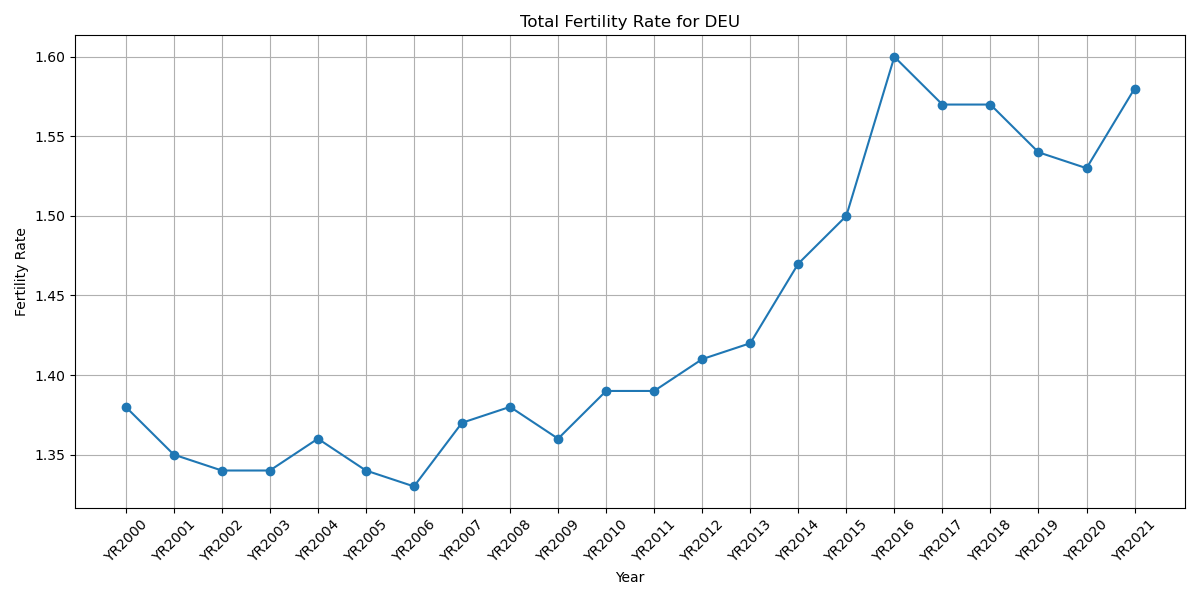 Total Fertility Rate for DEU
Fertility Rate
1.60
1.55
1.50
1.45
1.40
1.35
YR2000
YR2001
YR2002
YR2003
YR2004
YR2005
YR2006
YR2007
YR2008
YR2009
YR2010
YR2011
YR2012
YR2013
YR2014
YR2015
YR2016
YR2017
YR2018
YR2019
YR2020
YR2021
Year